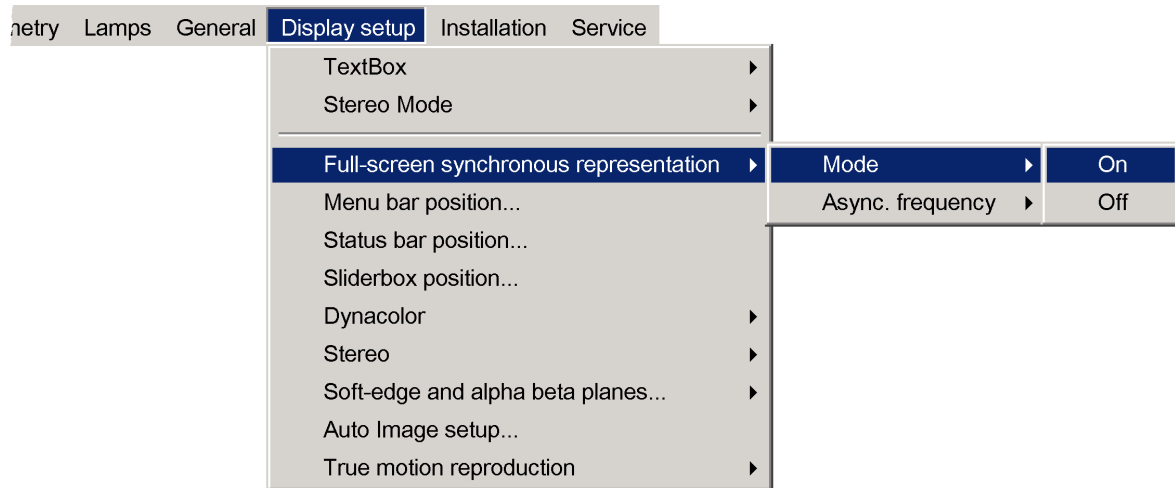 Lamps General Display setup Installation Service
TextBox
Stereo Mode
Full-screen synchronous representation Mode On
Menu bar position... Async. frequency Off
Status bar position...
Sliderbox position...
Dynacolor
Stereo
Soft-edge and alpha beta planes...
Auto Image setup...
True motion reproduction